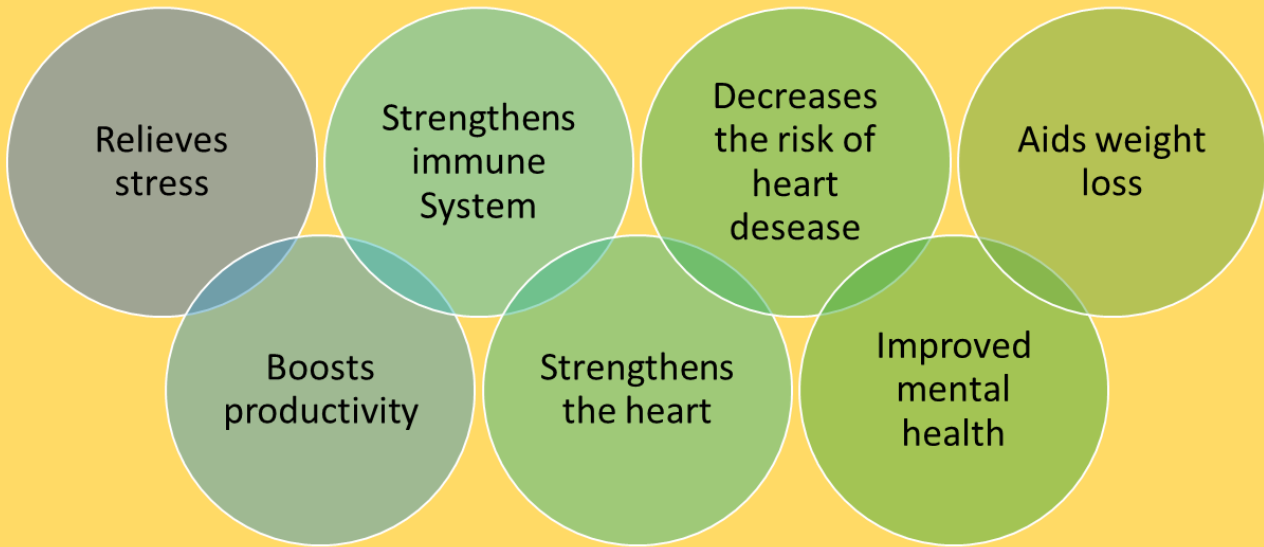 Relieves
stress
Strengthens
immune
System
Decreases
the risk of
heart
desease
Aids weight
loss
Boosts
productivity
Strengthens
the heart
Improved
mental
health